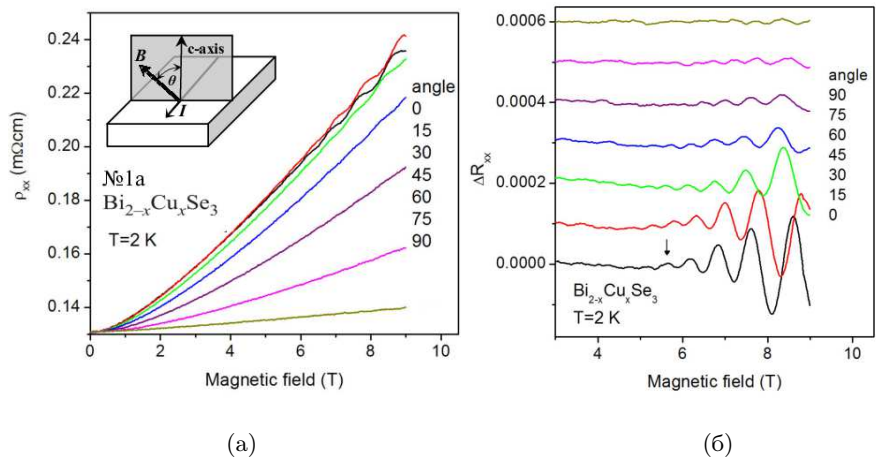 0.24
0.22
0.20
0.18
0.16
0.14
0
2
4
6
8
10
ρxx (mΩcm)
Magnetic field (T)
B
c-axis
θ
I
№1a
Bi2−xCuxSe3
T=2 K
angle
0
15
30
45
60
75
90
(а)
0.0006
0.0004
0.0002
0.0000
4
6
8
10
ΔRxx
Magnetic field (T)
Bi2-xCuxSe3
T=2 K
angle
90
75
60
45
30
15
0
(б)